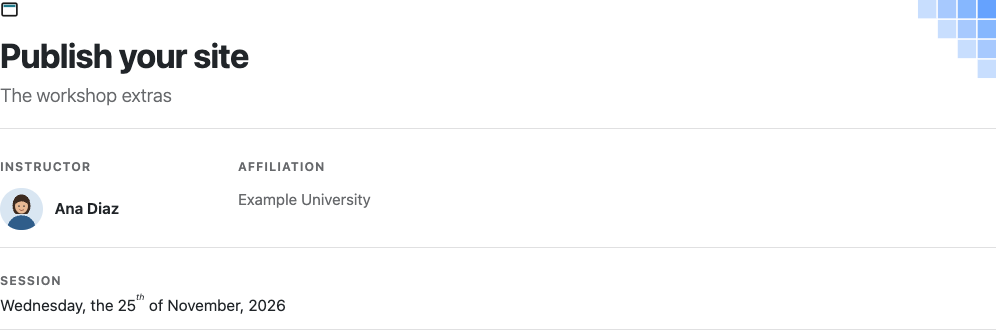 Publish your site
The workshop extras
INSTRUCTOR
Ana Diaz
AFFILIATION
Example University
SESSION
Wednesday, the 25th of November, 2026